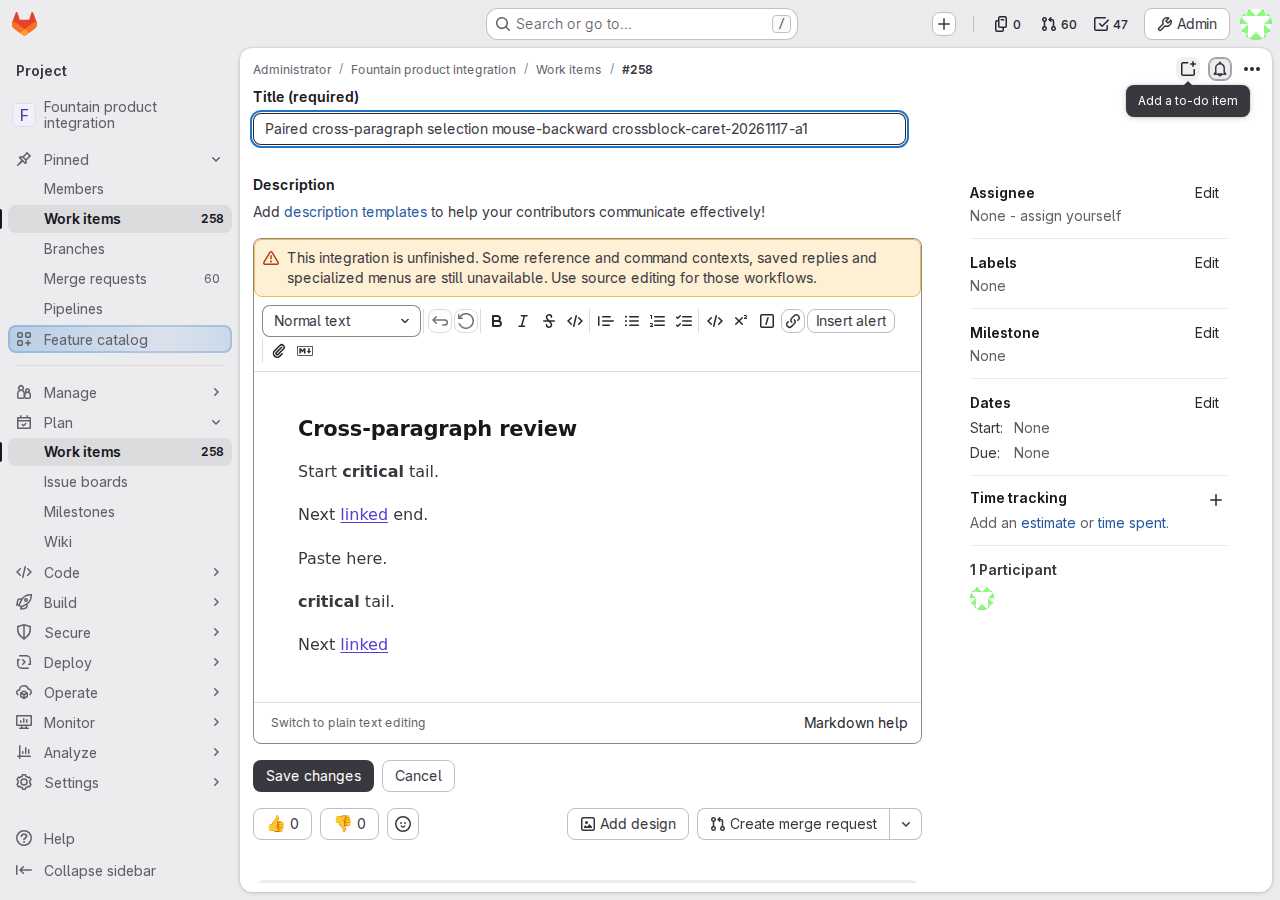 Search or go to...
/
0
60
47
Admin
Project
F
Fountain product
integration
Pinned
Members
Work items
258
Branches
Merge requests
60
Pipelines
Feature catalog
Manage
Plan
Work items
258
Issue boards
Milestones
Wiki
Code
Build
Secure
Deploy
Operate
Monitor
Analyze
Settings
Help
Collapse sidebar
Administrator / Fountain product integration / Work items / #258
Add a to-do item
Title (required)
Paired cross-paragraph selection mouse-backward crossblock-caret-20261117-a1
Description
Add description templates to help your contributors communicate effectively!
This integration is unfinished. Some reference and command contexts, saved replies and
specialized menus are still unavailable. Use source editing for those workflows.
Normal text
Insert alert
Cross-paragraph review
Start critical tail.
Next linked end.
Paste here.
critical tail.
Next linked
Switch to plain text editing
Markdown help
Save changes
Cancel
👍 0
👎 0
Add design
Create merge request
Assignee
Edit
None - assign yourself
Labels
Edit
None
Milestone
Edit
None
Dates
Edit
Start: None
Due: None
Time tracking
Add an estimate or time spent.
1 Participant